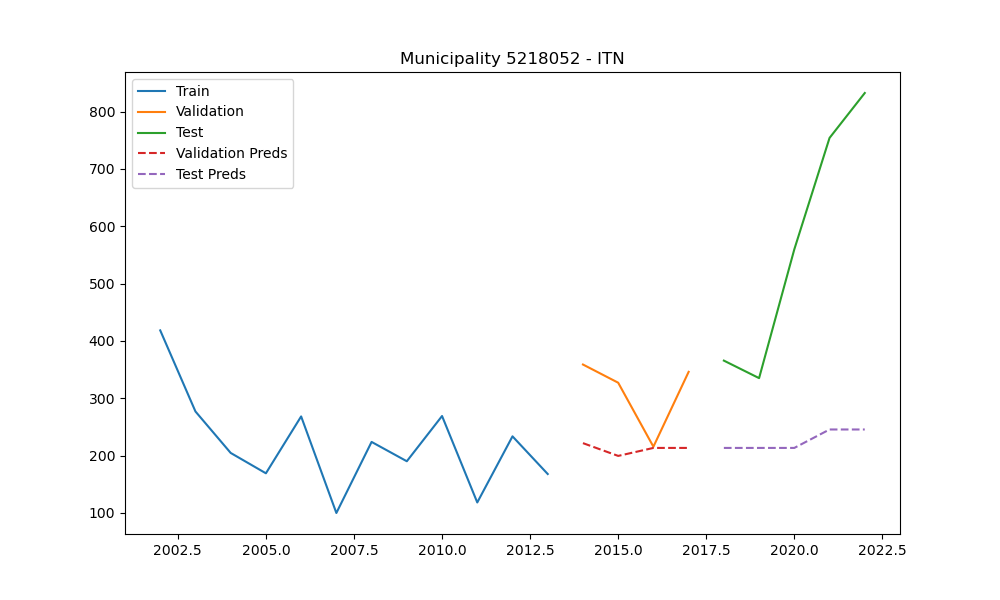 Municipality 5218052 - ITN
Train
Validation
Test
Validation Preds
Test Preds
800
700
600
500
400
300
200
100
2002.5 2005.0 2007.5 2010.0 2012.5 2015.0 2017.5 2020.0 2022.5